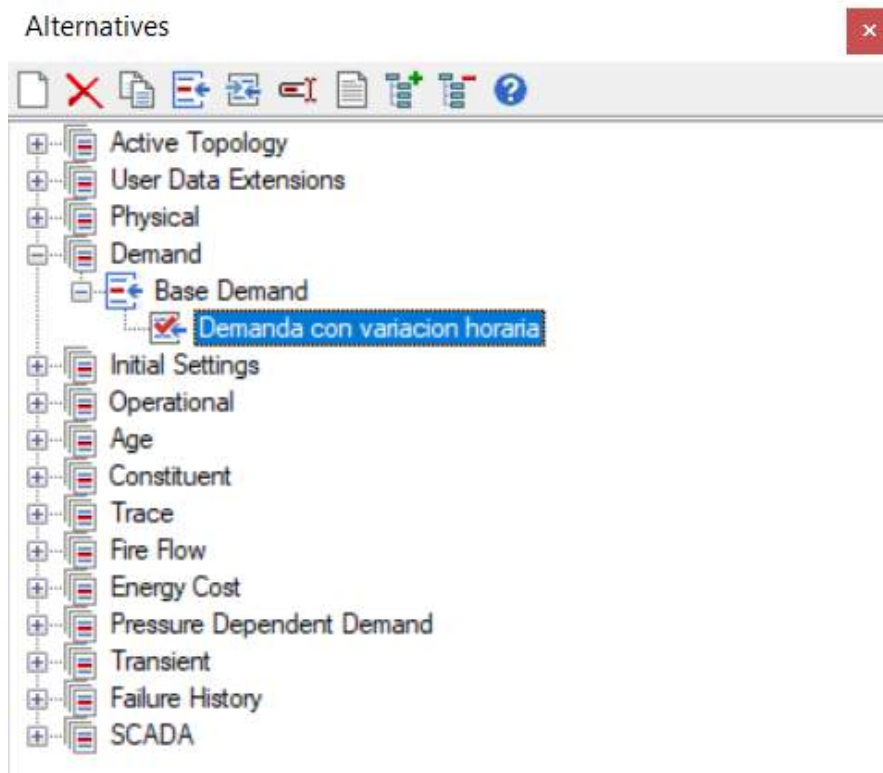 Alternatives
Active Topology
User Data Extensions
Physical
Demand
Base Demand
Demanda con variacion horaria
Initial Settings
Operational
Age
Constituent
Trace
Fire Flow
Energy Cost
Pressure Dependent Demand
Transient
Failure History
SCADA